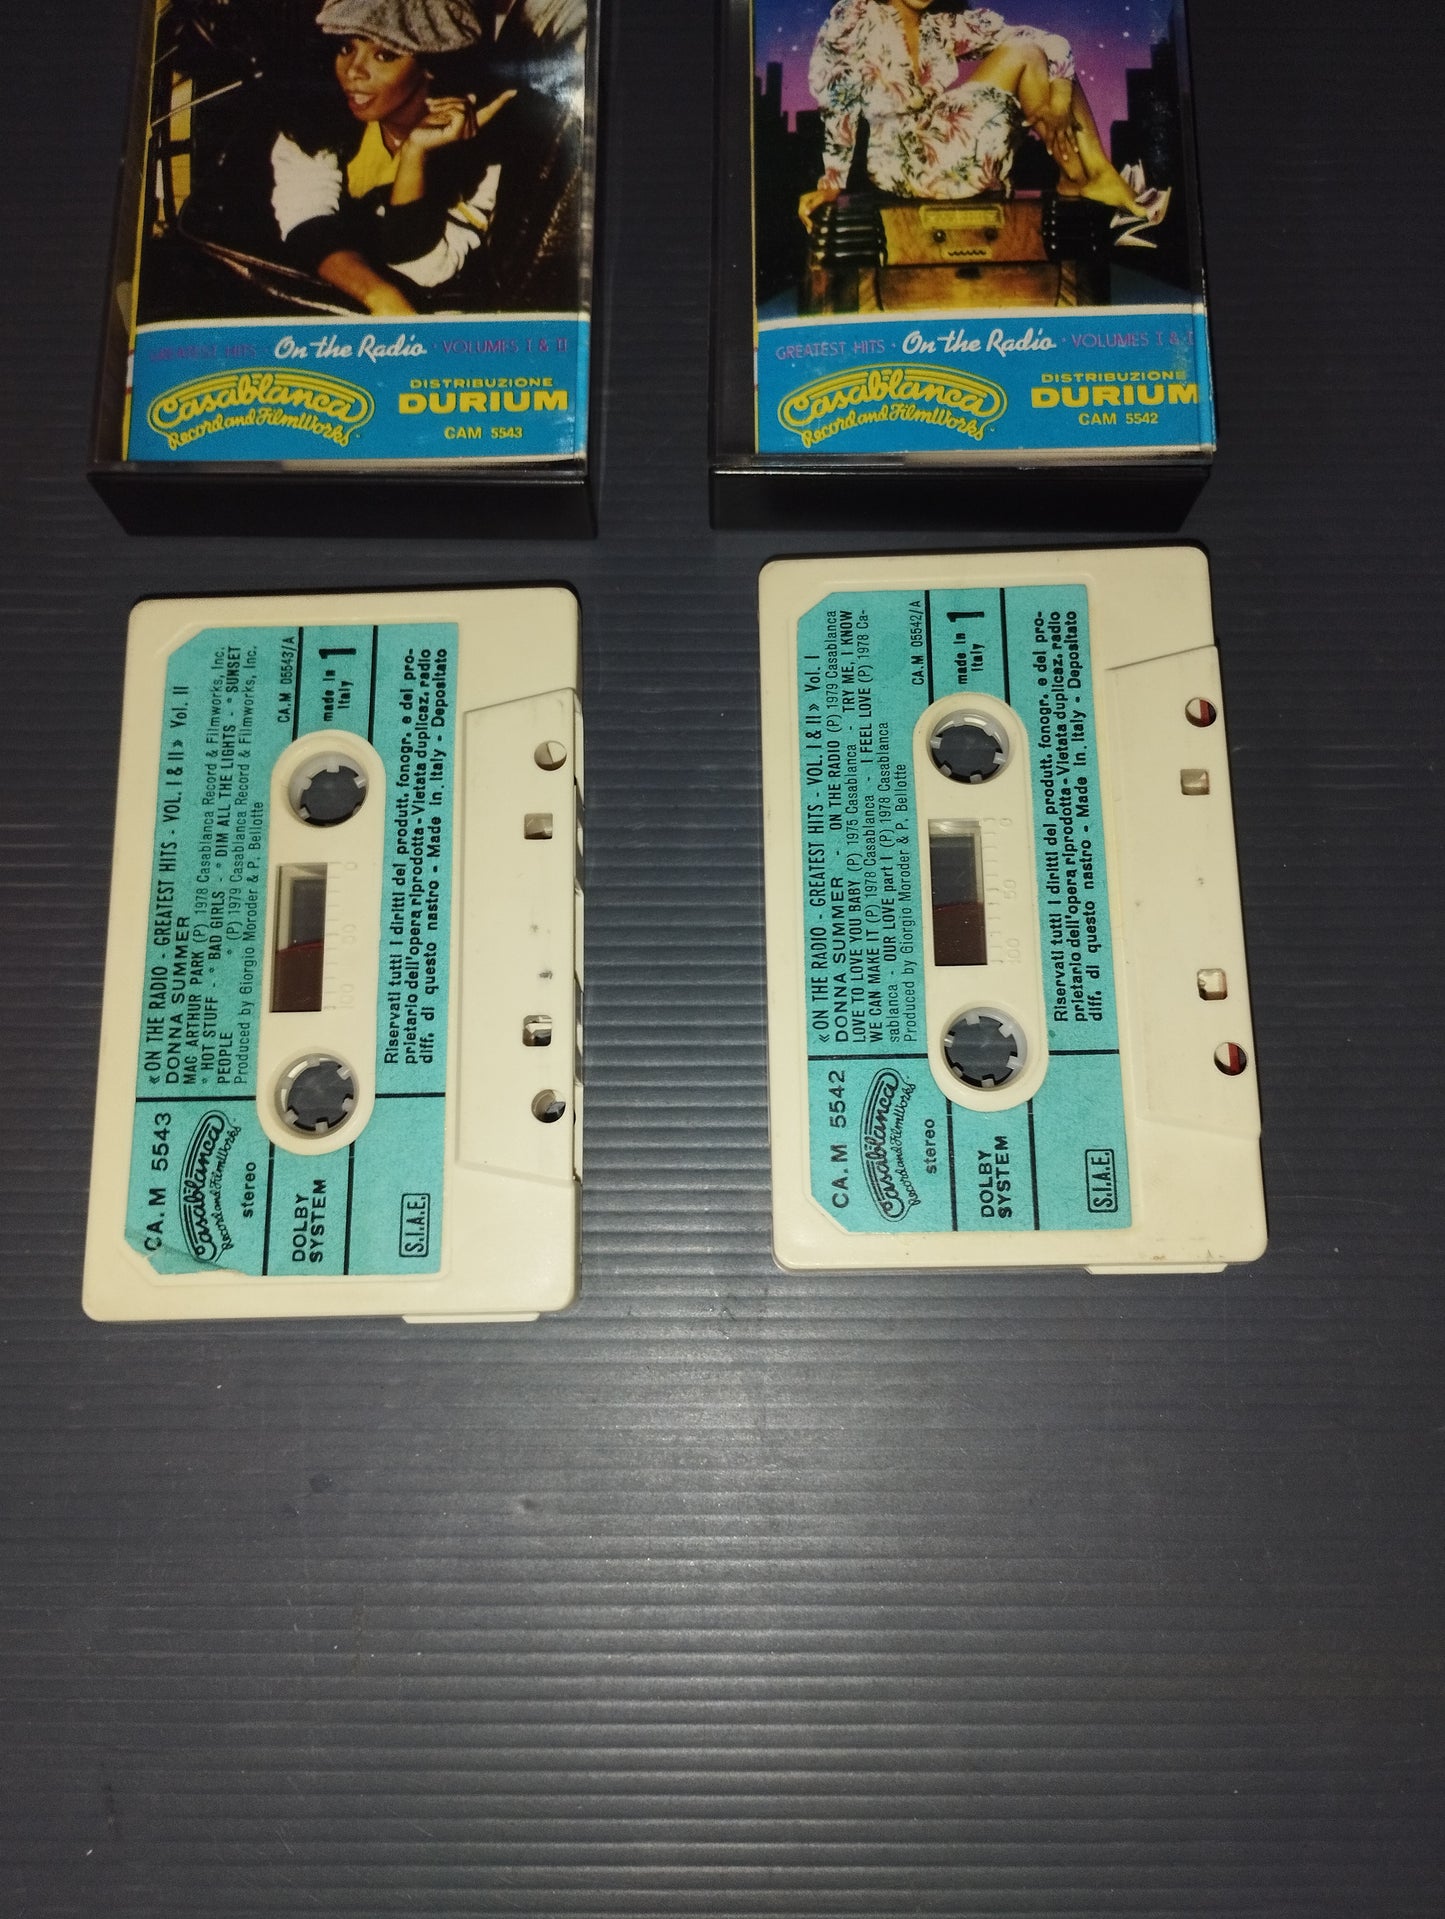 GREATEST HITS · On the Radio · VOLUMES I & II
Casablanca
Record and FilmWorks
DISTRIBUZIONE
DURIUM
CAM 5543
GREATEST HITS · On the Radio · VOLUMES I & I
Casablanca
Record and FilmWorks
DISTRIBUZIONE
DURIUM
CAM 5542
CA.M 5543
Casablanca
Record and FilmWorks
stereo
DOLBY
SYSTEM
S.I.A.E.
« ON THE RADIO - GREATEST HITS - VOL. I & II » Vol. II
DONNA SUMMER
MAC ARTHUR PARK (P) 1978 Casablanca Record & Filmworks, Inc.
° HOT STUFF - ° BAD GIRLS - ° DIM ALL THE LIGHTS - ° SUNSET
PEOPLE ° (P) 1979 Casablanca Record & Filmworks, Inc.
Produced by Giorgio Moroder & P. Bellotte
CA.M 05543/A
made in
Italy
1
100 50 0
Riservati tutti i diritti del produtt. fonogr. e del pro-
prietario dell'opera riprodotta-Vietata duplicaz. radio
diff. di questo nastro - Made in Italy - Depositato
CA.M 5542
Casablanca
Record and FilmWorks
stereo
DOLBY
SYSTEM
S.I.A.E.
« ON THE RADIO - GREATEST HITS - VOL. I & II » Vol. I
DONNA SUMMER - ON THE RADIO (P) 1979 Casablanca
LOVE TO LOVE YOU BABY (P) 1975 Casablanca - TRY ME, I KNOW
WE CAN MAKE IT (P) 1978 Casablanca - I FEEL LOVE (P) 1978 Ca-
sablanca - OUR LOVE part I (P) 1978 Casablanca
Produced by Giorgio Moroder & P. Bellotte
CA.M 05542/A
made in
Italy
1
100 50 0
Riservati tutti i diritti del produtt. fonogr. e del pro-
prietario dell'opera riprodotta-Vietata duplicaz. radio
diff. di questo nastro - Made in Italy - Depositato